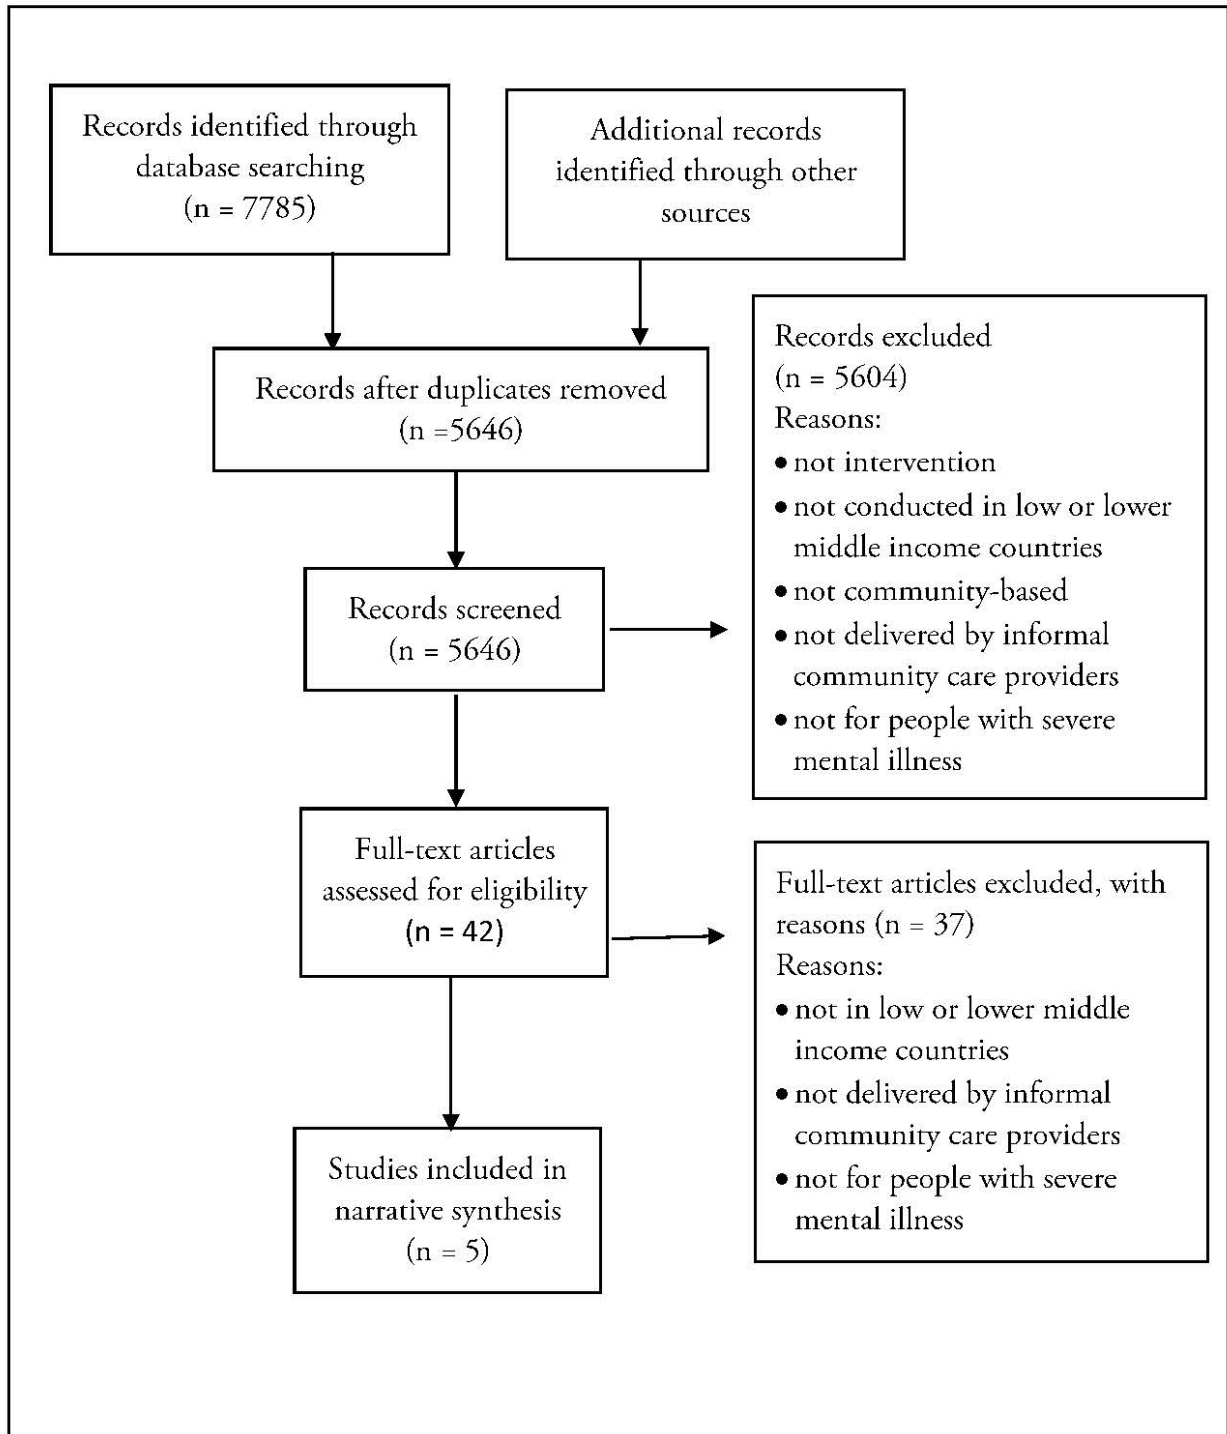 Records identified through
database searching
(n = 7785)
Additional records
identified through other
sources
Records after duplicates removed
(n =5646)
Records screened
(n = 5646)
Records excluded
(n = 5604)
Reasons:
• not intervention
• not conducted in low or lower
middle income countries
• not community-based
• not delivered by informal
community care providers
• not for people with severe
mental illness
Full-text articles
assessed for eligibility
(n = 42)
Full-text articles excluded, with
reasons (n = 37)
Reasons:
• not in low or lower middle
income countries
• not delivered by informal
community care providers
• not for people with severe
mental illness
Studies included in
narrative synthesis
(n = 5)